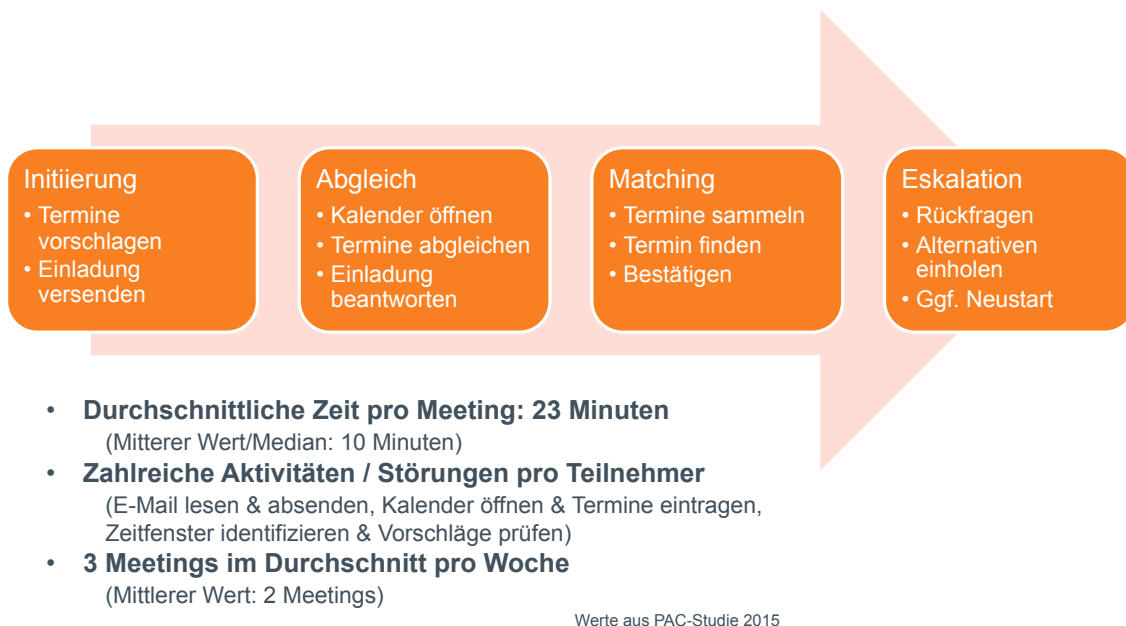 Initiierung
• Termine
vorschlagen
• Einladung
versenden
Abgleich
• Kalender öffnen
• Termine abgleichen
• Einladung
beantworten
Matching
• Termine sammeln
• Termin finden
• Bestätigen
Eskalation
• Rückfragen
• Alternativen
einholen
• Ggf. Neustart
• Durchschnittliche Zeit pro Meeting: 23 Minuten
(Mitterer Wert/Median: 10 Minuten)
• Zahlreiche Aktivitäten / Störungen pro Teilnehmer
(E-Mail lesen & absenden, Kalender öffnen & Termine eintragen,
Zeitfenster identifizieren & Vorschläge prüfen)
• 3 Meetings im Durchschnitt pro Woche
(Mittlerer Wert: 2 Meetings)
Werte aus PAC-Studie 2015